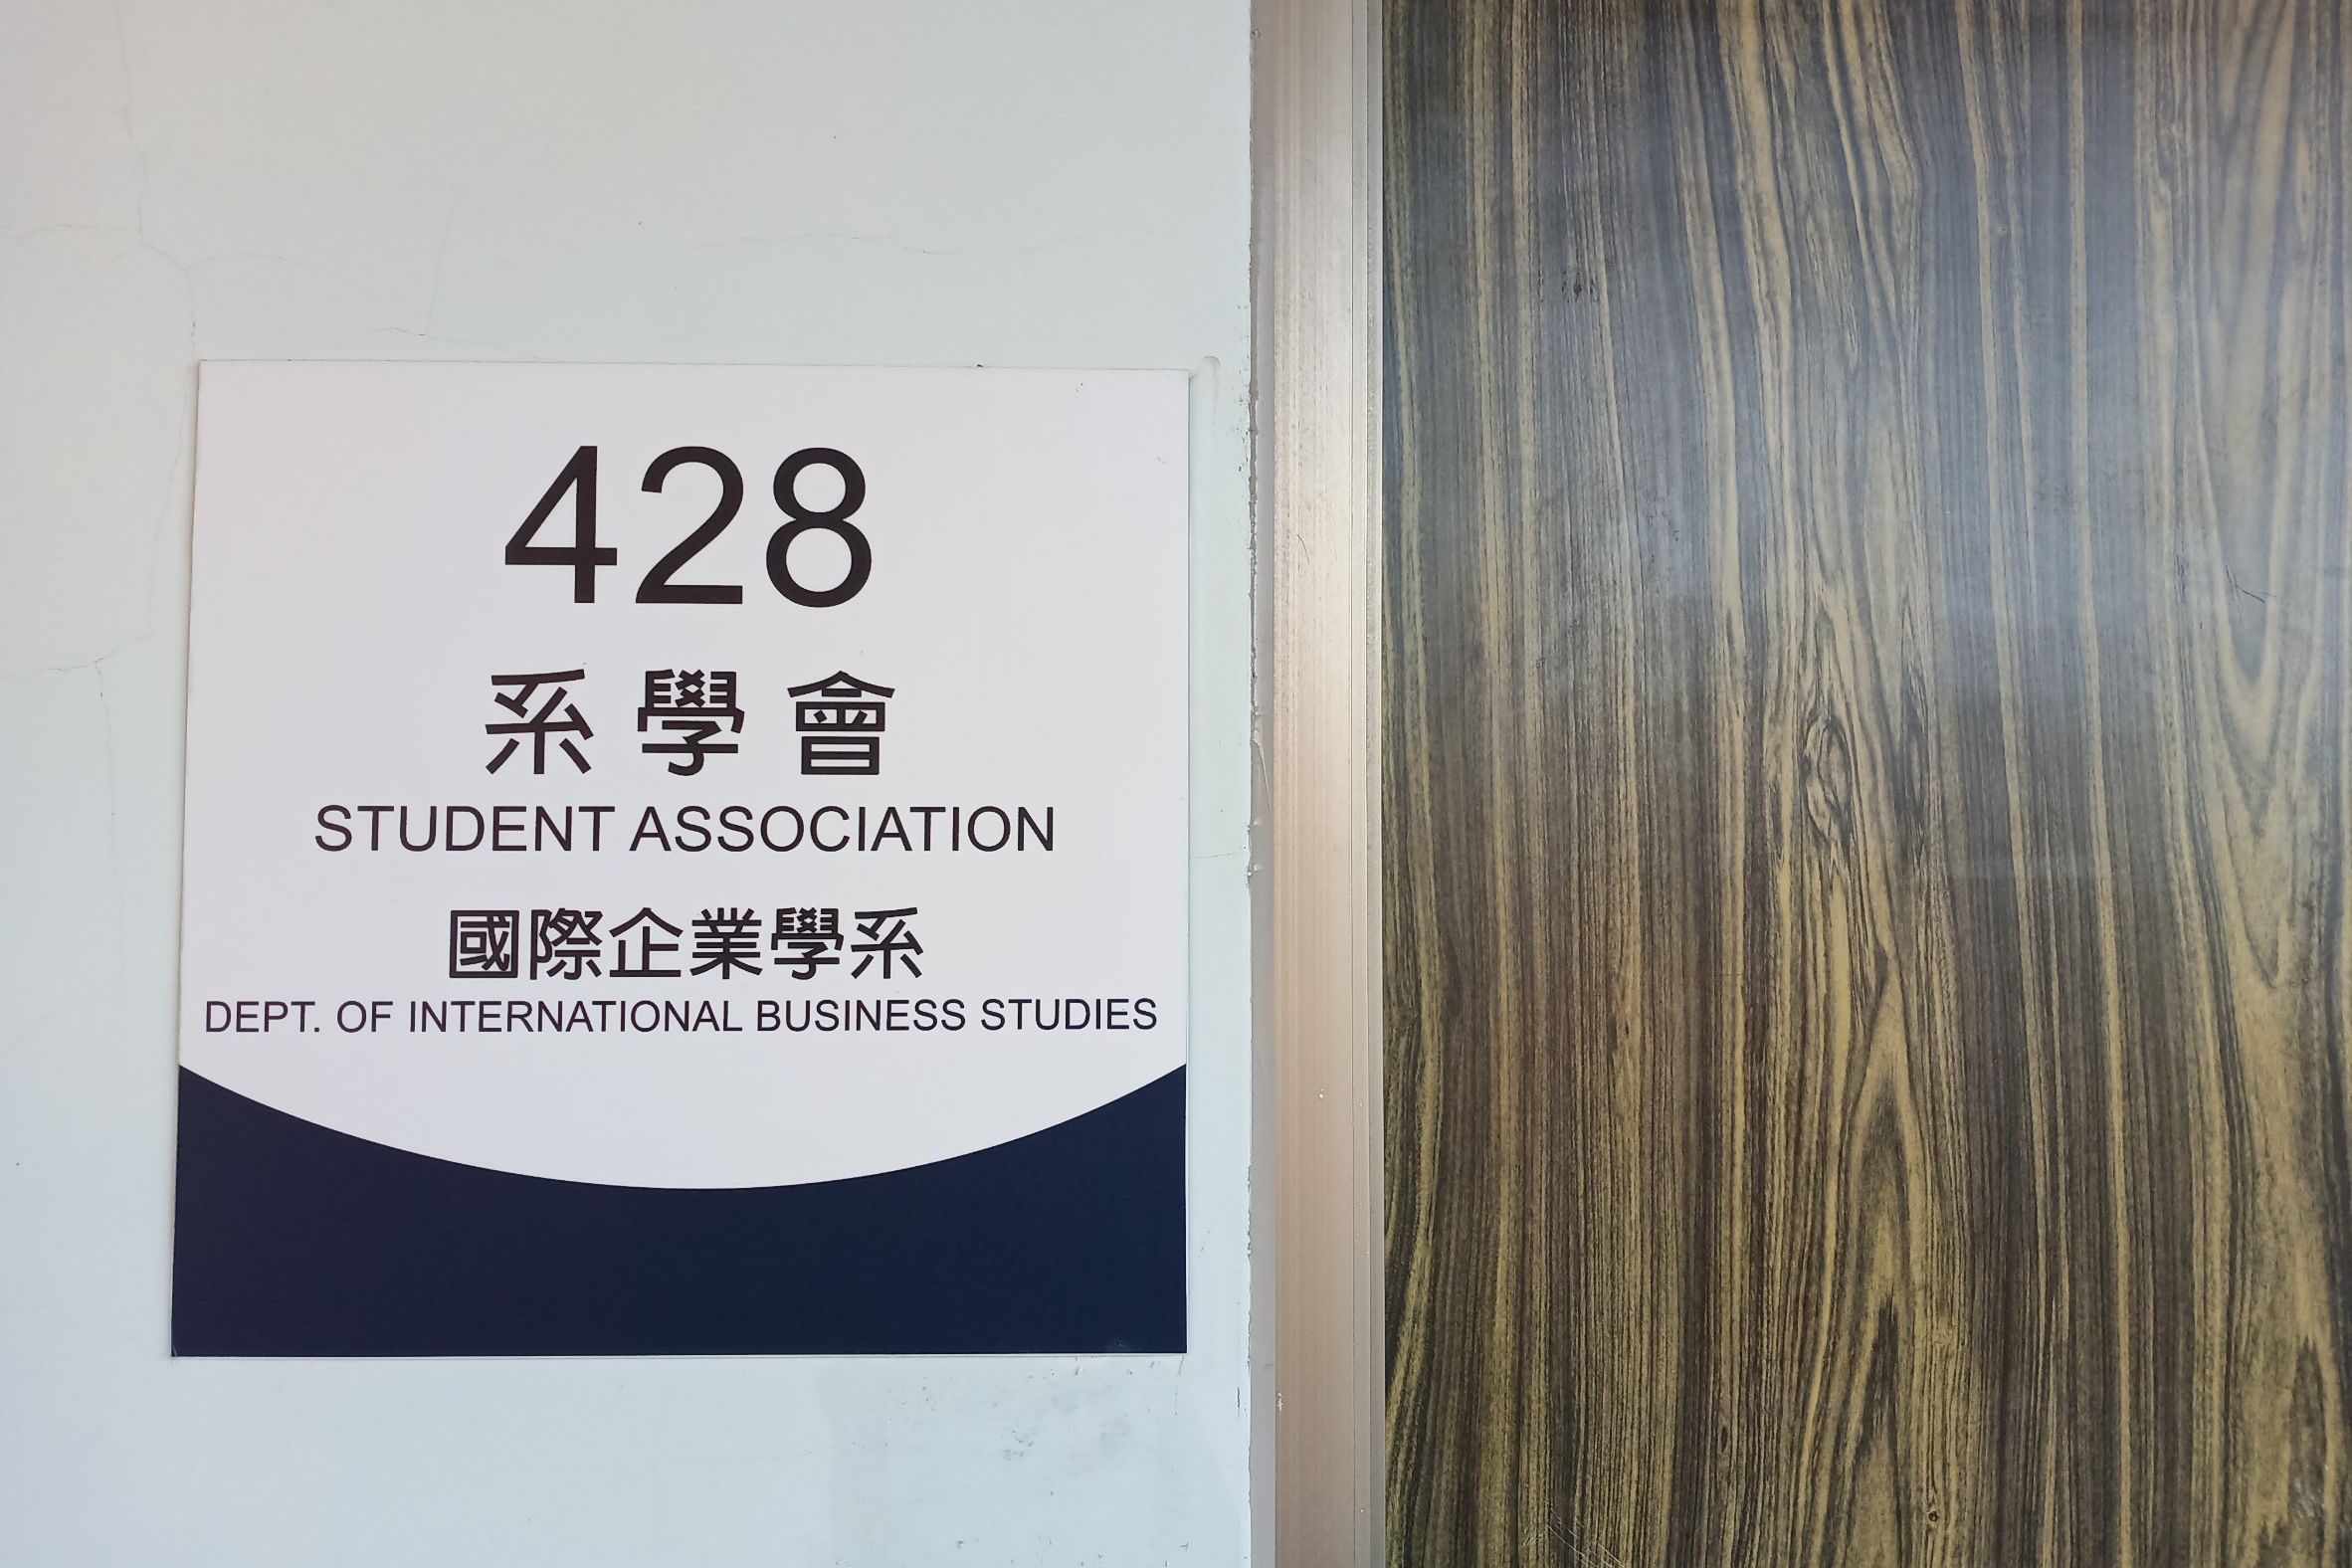 428
系學會
STUDENT ASSOCIATION
國際企業學系
DEPT. OF INTERNATIONAL BUSINESS STUDIES